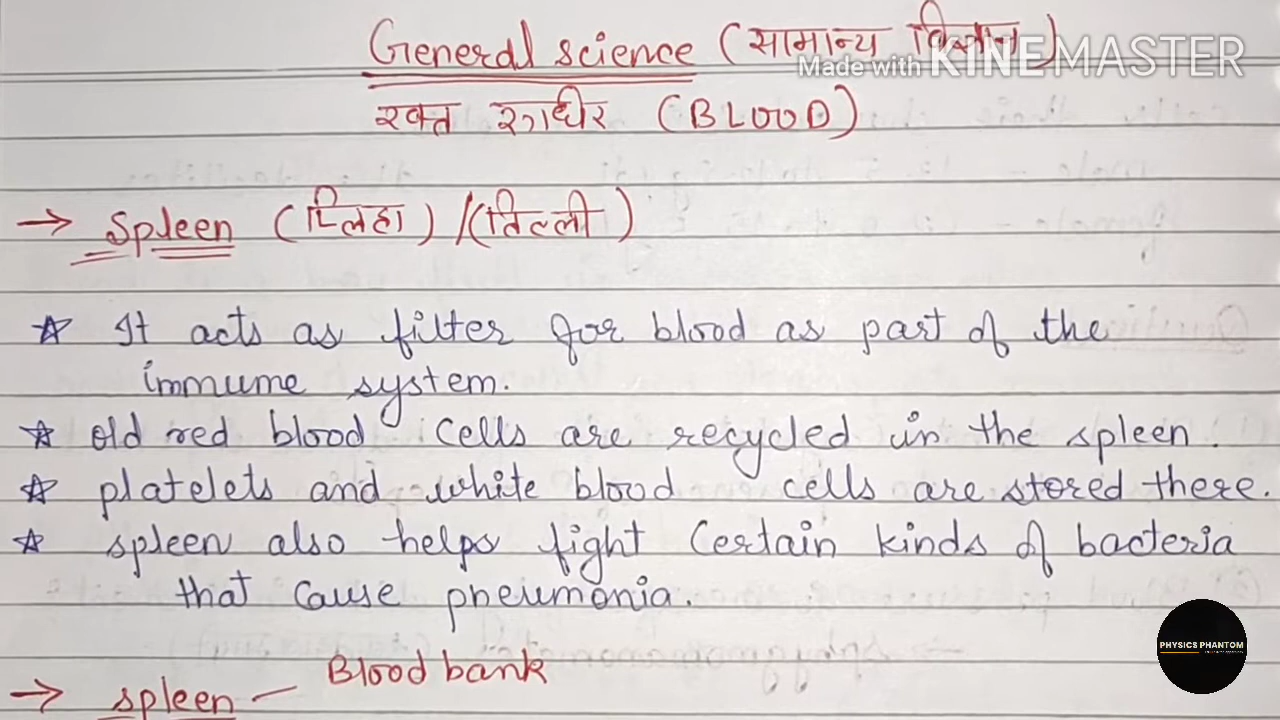 General science (सामान्य विज्ञान)
Made with KINEMASTER
रक्त (BLOOD)
→ Spleen (प्लिहा) / (तिल्ली)
☆ It acts as filter for blood as part of the
immume system.
☆ old red blood cells are recycled in the spleen.
☆ platelets and white blood cells are stored there.
☆ spleen also helps fight certain kinds of bacteria
that cause pneumonia.
PHYSICS PHANTOM
Blood bank
→ spleen —